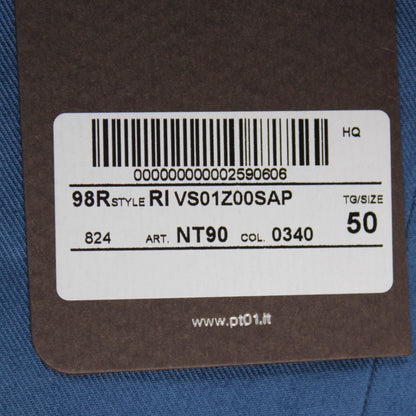 HQ
000000000002590606
98R STYLE RI VS01Z00SAP TG/SIZE
824 ART. NT90 COL. 0340 50
www.pt01.it